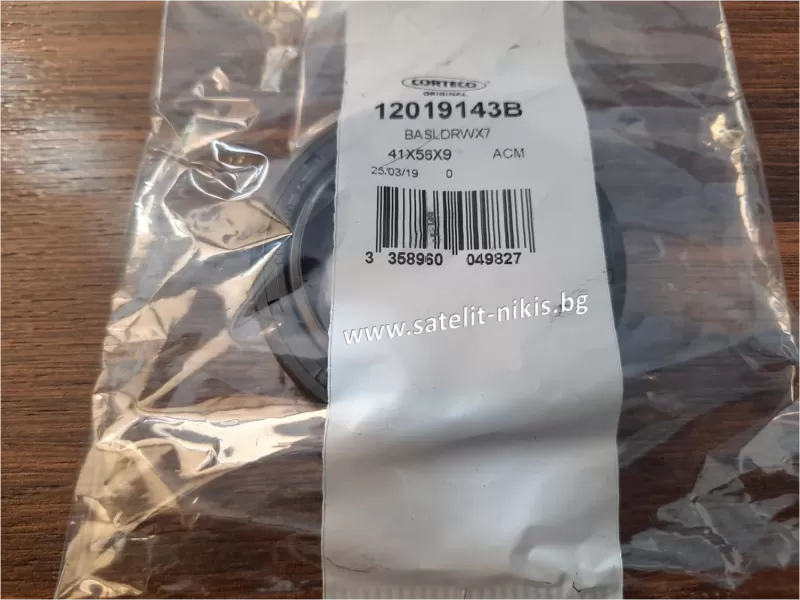 CORTECO
ORIGINAL
12019143B
BASLDRWX7
41X56X9 ACM
25/03/19 0
3 358960 049827
www.satelit-nikis.bg